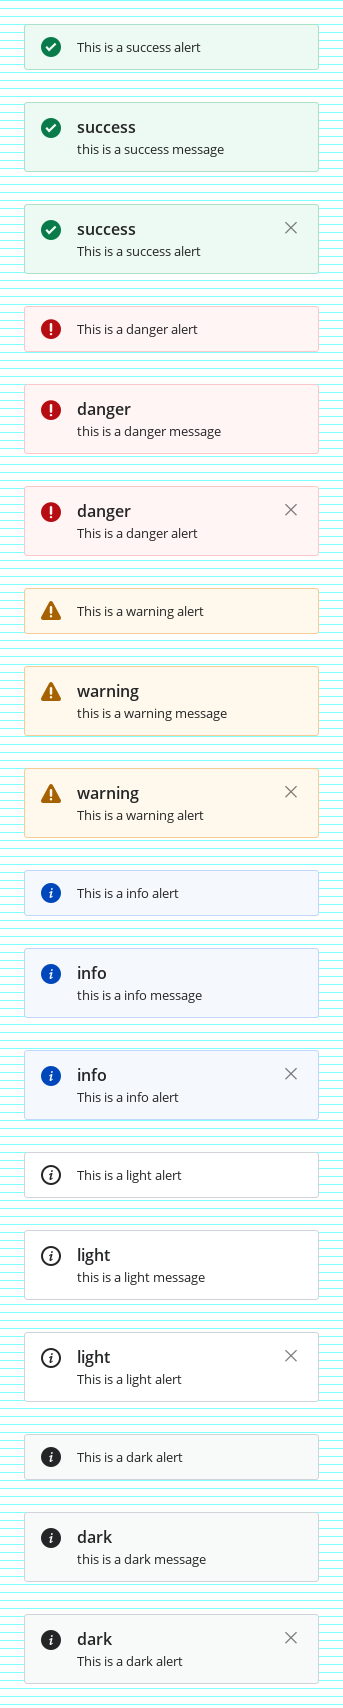 This is a success alert
success
this is a success message
success
This is a success alert
This is a danger alert
danger
this is a danger message
danger
This is a danger alert
This is a warning alert
warning
this is a warning message
warning
This is a warning alert
This is a info alert
info
this is a info message
info
This is a info alert
This is a light alert
light
this is a light message
light
This is a light alert
This is a dark alert
dark
this is a dark message
dark
This is a dark alert